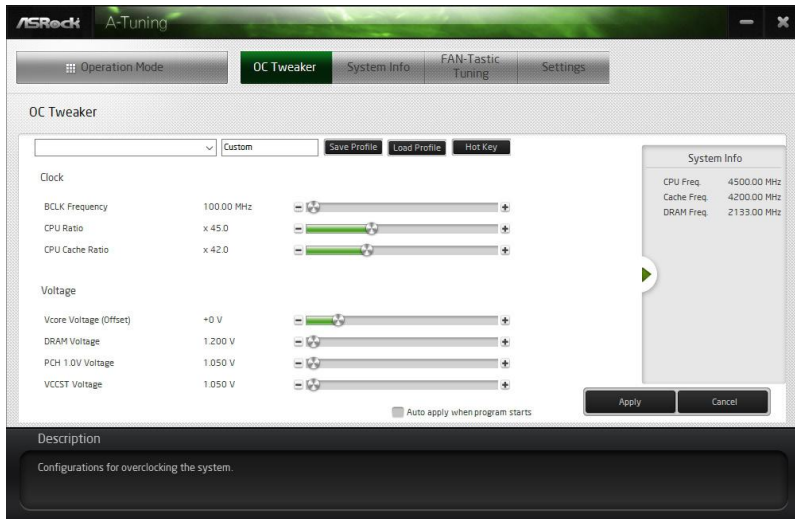 ASRock A-Tuning
Operation Mode
OC Tweaker
System Info
FAN-Tastic
Tuning
Settings
OC Tweaker
Custom
Save Profile
Load Profile
Hot Key
Clock
BCLK Frequency 100.00 MHz
CPU Ratio x 45.0
CPU Cache Ratio x 42.0
Voltage
Vcore Voltage (Offset) +0 V
DRAM Voltage 1.200 V
PCH 1.0V Voltage 1.050 V
VCCST Voltage 1.050 V
Auto apply when program starts
System Info
CPU Freq. 4500.00 MHz
Cache Freq. 4200.00 MHz
DRAM Freq. 2133.00 MHz
Apply
Cancel
Description
Configurations for overclocking the system.